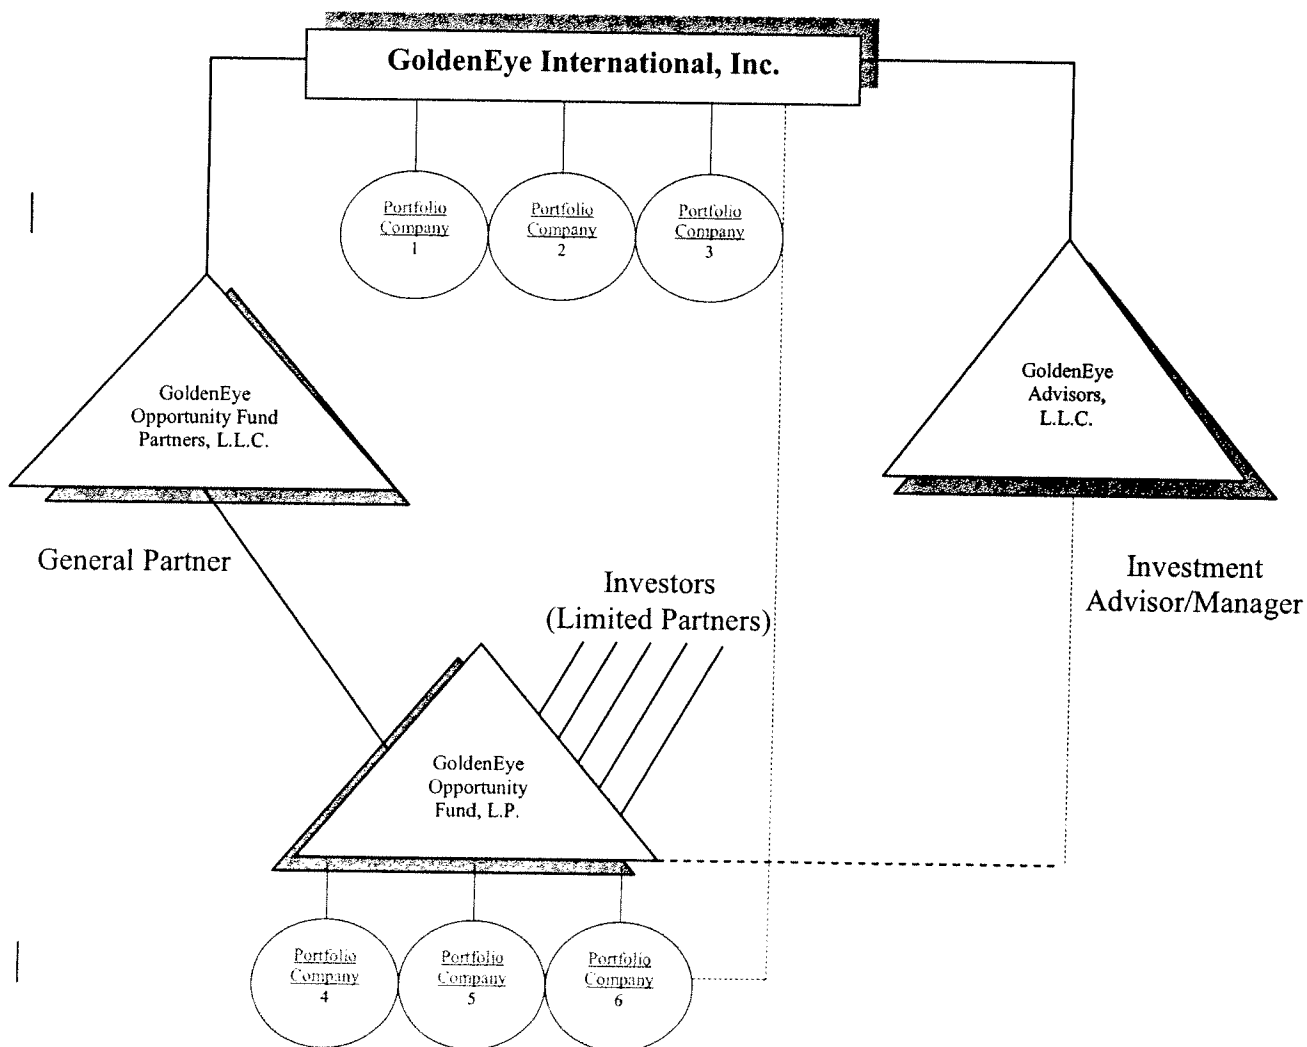 GoldenEye International, Inc.
Portfolio
Company
1
Portfolio
Company
2
Portfolio
Company
3
GoldenEye
Opportunity Fund
Partners, L.L.C.
GoldenEye
Advisors,
L.L.C.
General Partner
Investors
(Limited Partners)
Investment
Advisor/Manager
GoldenEye
Opportunity
Fund, L.P.
Portfolio
Company
4
Portfolio
Company
5
Portfolio
Company
6